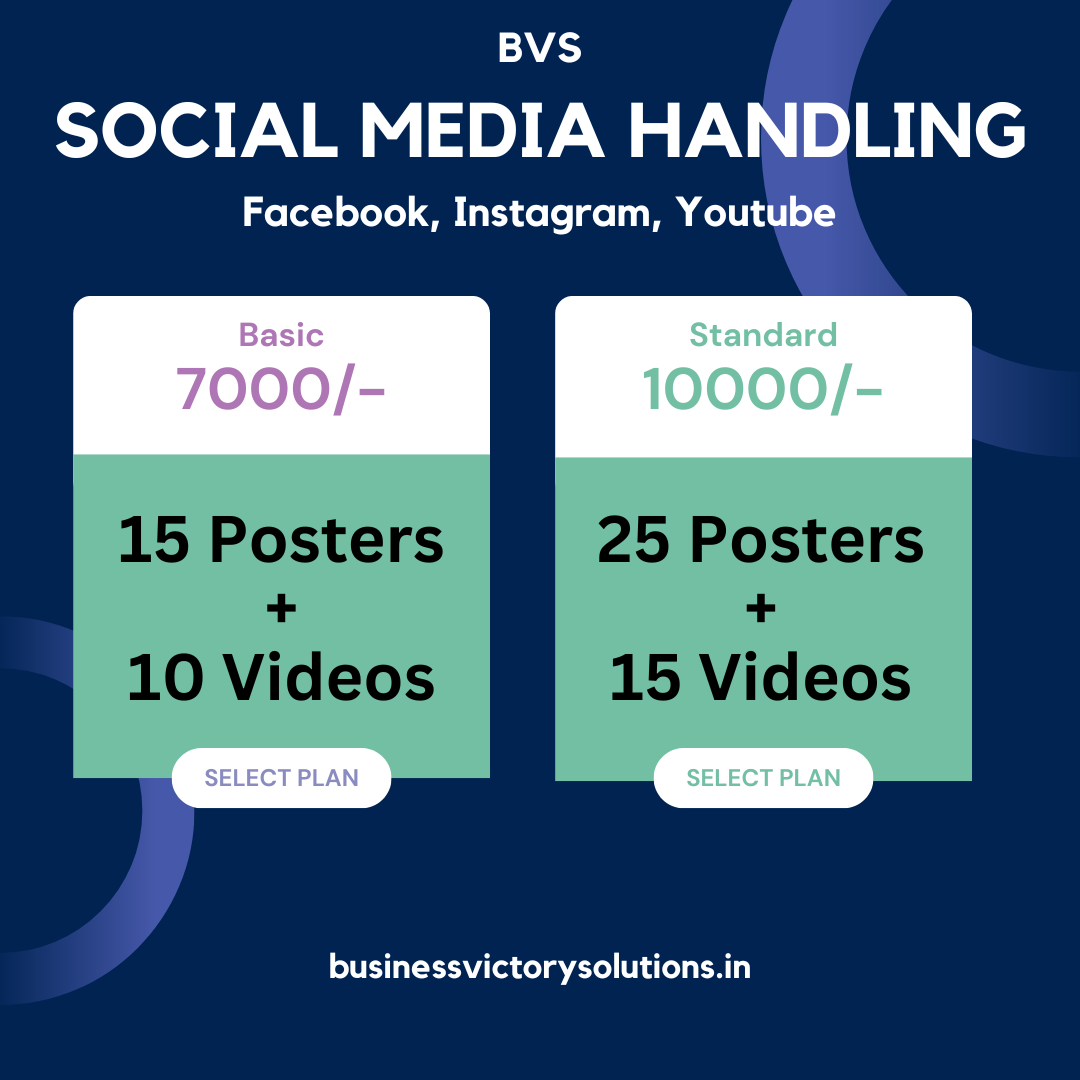 BVS
SOCIAL MEDIA HANDLING
Facebook, Instagram, Youtube
Basic
7000/-
15 Posters
+
10 Videos
SELECT PLAN
Standard
10000/-
25 Posters
+
15 Videos
SELECT PLAN
businessvictorysolutions.in